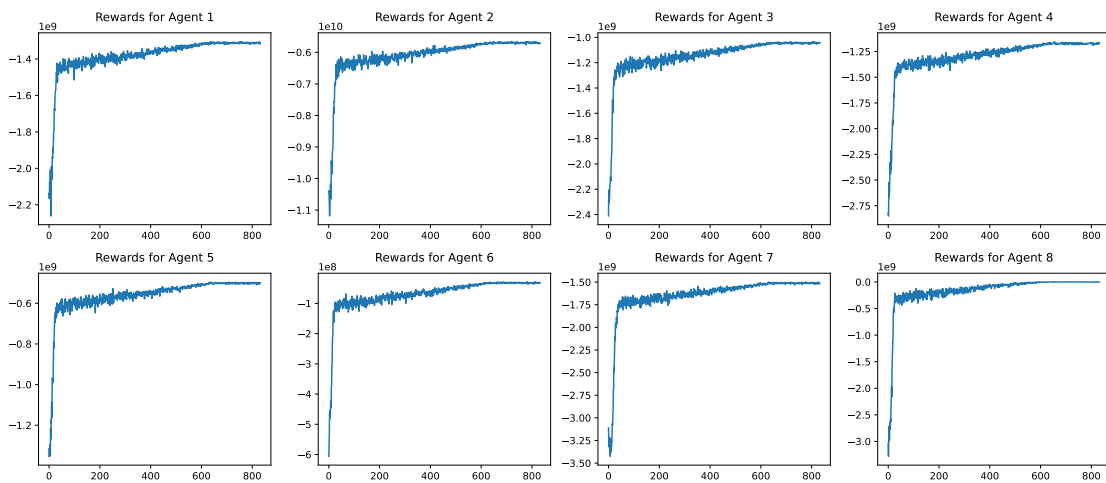 Rewards for Agent 1
1e9
−1.4
−1.6
−1.8
−2.0
−2.2
0 200 400 600 800
Rewards for Agent 2
1e10
−0.6
−0.7
−0.8
−0.9
−1.0
−1.1
0 200 400 600 800
Rewards for Agent 3
1e9
−1.0
−1.2
−1.4
−1.6
−1.8
−2.0
−2.2
−2.4
0 200 400 600 800
Rewards for Agent 4
1e9
−1.25
−1.50
−1.75
−2.00
−2.25
−2.50
−2.75
0 200 400 600 800
Rewards for Agent 5
1e9
−0.6
−0.8
−1.0
−1.2
0 200 400 600 800
Rewards for Agent 6
1e8
−1
−2
−3
−4
−5
−6
0 200 400 600 800
Rewards for Agent 7
1e9
−1.50
−1.75
−2.00
−2.25
−2.50
−2.75
−3.00
−3.25
−3.50
0 200 400 600 800
Rewards for Agent 8
1e9
0.0
−0.5
−1.0
−1.5
−2.0
−2.5
−3.0
0 200 400 600 800